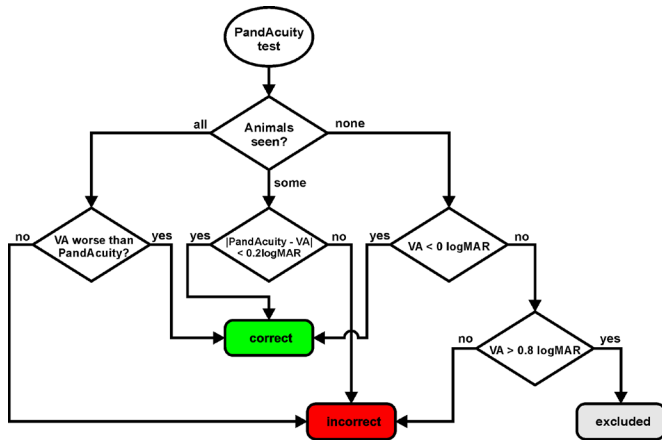 PandAcuity
test
Animals
seen?
all
none
some
no
VA worse than
PandAcuity?
yes
yes
|PandAcuity - VA|
< 0.2logMAR
no
yes
VA < 0 logMAR
no
correct
no
VA > 0.8 logMAR
yes
incorrect
excluded